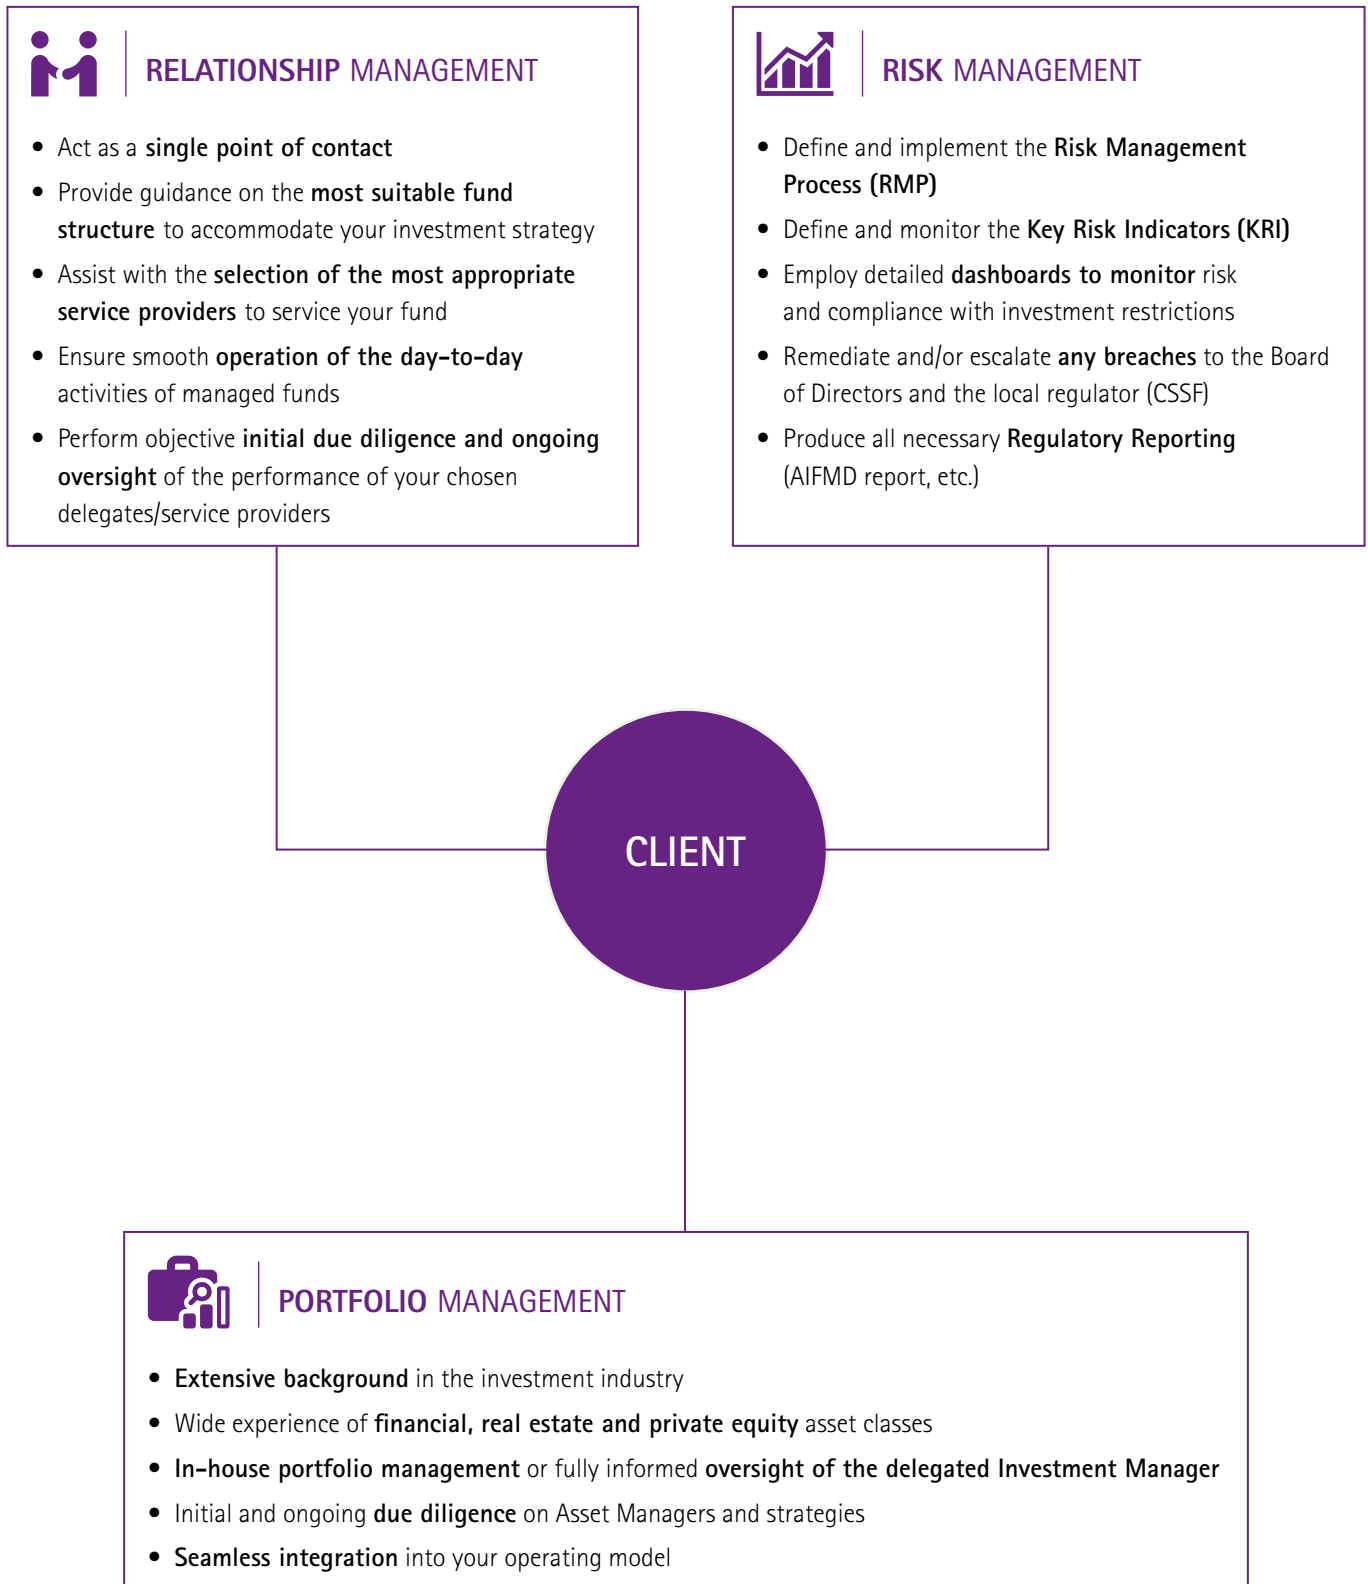 RELATIONSHIP MANAGEMENT
• Act as a single point of contact
• Provide guidance on the most suitable fund
structure to accommodate your investment strategy
• Assist with the selection of the most appropriate
service providers to service your fund
• Ensure smooth operation of the day-to-day
activities of managed funds
• Perform objective initial due diligence and ongoing
oversight of the performance of your chosen
delegates/service providers
RISK MANAGEMENT
• Define and implement the Risk Management
Process (RMP)
• Define and monitor the Key Risk Indicators (KRI)
• Employ detailed dashboards to monitor risk
and compliance with investment restrictions
• Remediate and/or escalate any breaches to the Board
of Directors and the local regulator (CSSF)
• Produce all necessary Regulatory Reporting
(AIFMD report, etc.)
CLIENT
PORTFOLIO MANAGEMENT
• Extensive background in the investment industry
• Wide experience of financial, real estate and private equity asset classes
• In-house portfolio management or fully informed oversight of the delegated Investment Manager
• Initial and ongoing due diligence on Asset Managers and strategies
• Seamless integration into your operating model